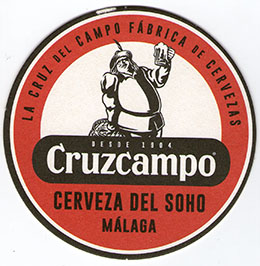 LA CRUZ DEL CAMPO FÁBRICA DE CERVEZAS
DESDE 1904
Cruzcampo
CERVEZA DEL SOHO
MÁLAGA